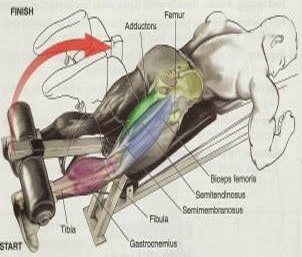 FINISH
Femur
Adductors
Biceps femoris
Semitendinosus
Semimembranosus
Fibula
Tibia
Gastrocnemius
START